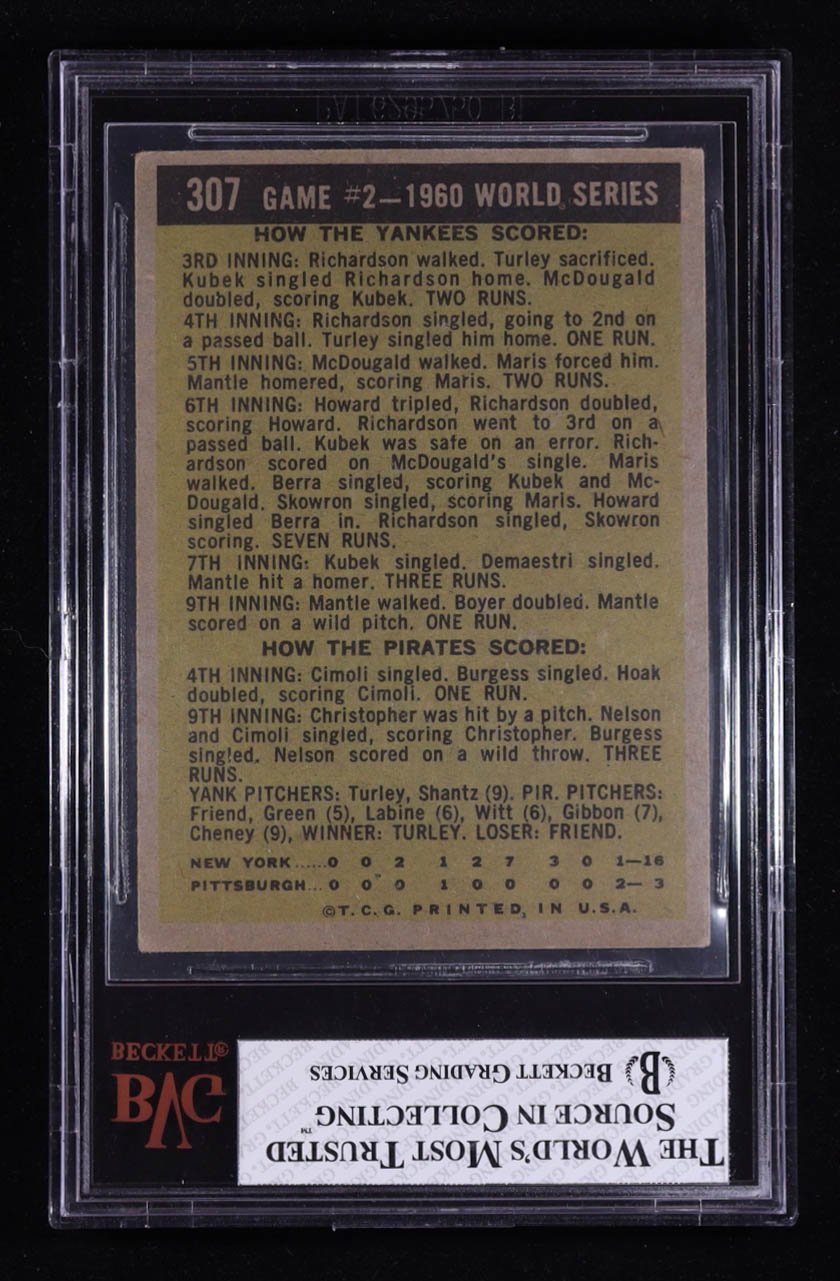 307 GAME #2—1960 WORLD SERIES
HOW THE YANKEES SCORED:
3RD INNING: Richardson walked. Turley sacrificed.
Kubek singled Richardson home. McDougald
doubled, scoring Kubek. TWO RUNS.
4TH INNING: Richardson singled, going to 2nd on
a passed ball. Turley singled him home. ONE RUN.
5TH INNING: McDougald walked. Maris forced him.
Mantle homered, scoring Maris. TWO RUNS.
6TH INNING: Howard tripled, Richardson doubled,
scoring Howard. Richardson went to 3rd on a
passed ball. Kubek was safe on an error. Rich-
ardson scored on McDougald's single. Maris
walked. Berra singled, scoring Kubek and Mc-
Dougald. Skowron singled, scoring Maris. Howard
singled Berra in. Richardson singled, Skowron
scoring. SEVEN RUNS.
7TH INNING: Kubek singled. Demaestri singled.
Mantle hit a homer. THREE RUNS.
9TH INNING: Mantle walked. Boyer doubled. Mantle
scored on a wild pitch. ONE RUN.
HOW THE PIRATES SCORED:
4TH INNING: Cimoli singled. Burgess singled. Hoak
doubled, scoring Cimoli. ONE RUN.
9TH INNING: Christopher was hit by a pitch. Nelson
and Cimoli singled, scoring Christopher. Burgess
singled. Nelson scored on a wild throw. THREE
RUNS.
YANK PITCHERS: Turley, Shantz (9). PIR. PITCHERS:
Friend, Green (5), Labine (6), Witt (6), Gibbon (7),
Cheney (9), WINNER: TURLEY. LOSER: FRIEND.
NEW YORK......0 0 2 1 2 7 3 0 1—16
PITTSBURGH...0 0 0 1 0 0 0 0 2— 3
©T.C.G. PRINTED IN U.S.A.
THE WORLD'S MOST TRUSTED
SOURCE IN COLLECTING™
B BECKETT GRADING SERVICES
BECKETT®
BVG